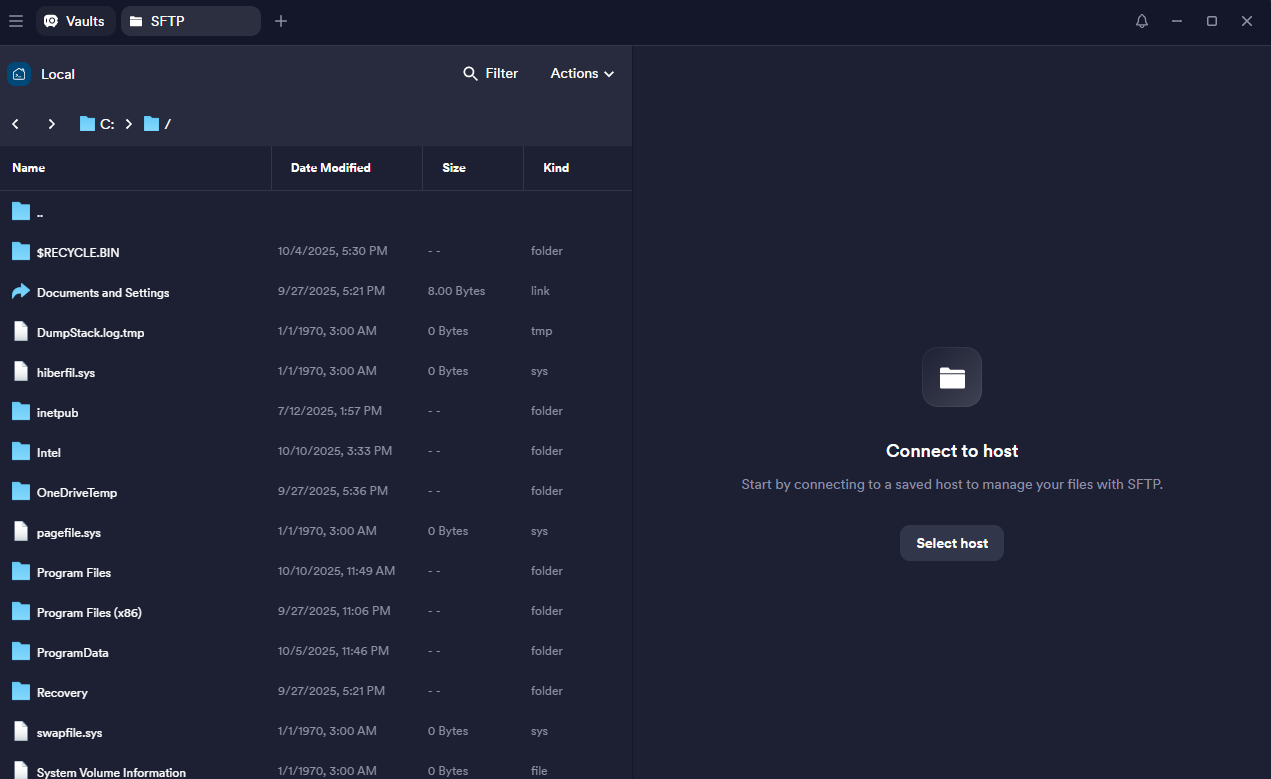 Vaults SFTP
Local Filter Actions
C: /
Name Date Modified Size Kind
..
$RECYCLE.BIN 10/4/2025, 5:30 PM - - folder
Documents and Settings 9/27/2025, 5:21 PM 8.00 Bytes link
DumpStack.log.tmp 1/1/1970, 3:00 AM 0 Bytes tmp
hiberfil.sys 1/1/1970, 3:00 AM 0 Bytes sys
inetpub 7/12/2025, 1:57 PM - - folder
Intel 10/10/2025, 3:33 PM - - folder
OneDriveTemp 9/27/2025, 5:36 PM - - folder
pagefile.sys 1/1/1970, 3:00 AM 0 Bytes sys
Program Files 10/10/2025, 11:49 AM - - folder
Program Files (x86) 9/27/2025, 11:06 PM - - folder
ProgramData 10/5/2025, 11:46 PM - - folder
Recovery 9/27/2025, 5:21 PM - - folder
swapfile.sys 1/1/1970, 3:00 AM 0 Bytes sys
System Volume Information 1/1/1970, 3:00 AM 0 Bytes file
Connect to host
Start by connecting to a saved host to manage your files with SFTP.
Select host